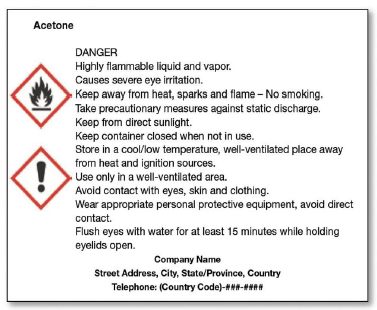 Acetone
DANGER
Highly flammable liquid and vapor.
Causes severe eye irritation.
Keep away from heat, sparks and flame – No smoking.
Take precautionary measures against static discharge.
Keep from direct sunlight.
Keep container closed when not in use.
Store in a cool/low temperature, well-ventilated place away
from heat and ignition sources.
Use only in a well-ventilated area.
Avoid contact with eyes, skin and clothing.
Wear appropriate personal protective equipment, avoid direct
contact.
Flush eyes with water for at least 15 minutes while holding
eyelids open.
Company Name
Street Address, City, State/Province, Country
Telephone: (Country Code)-###-####